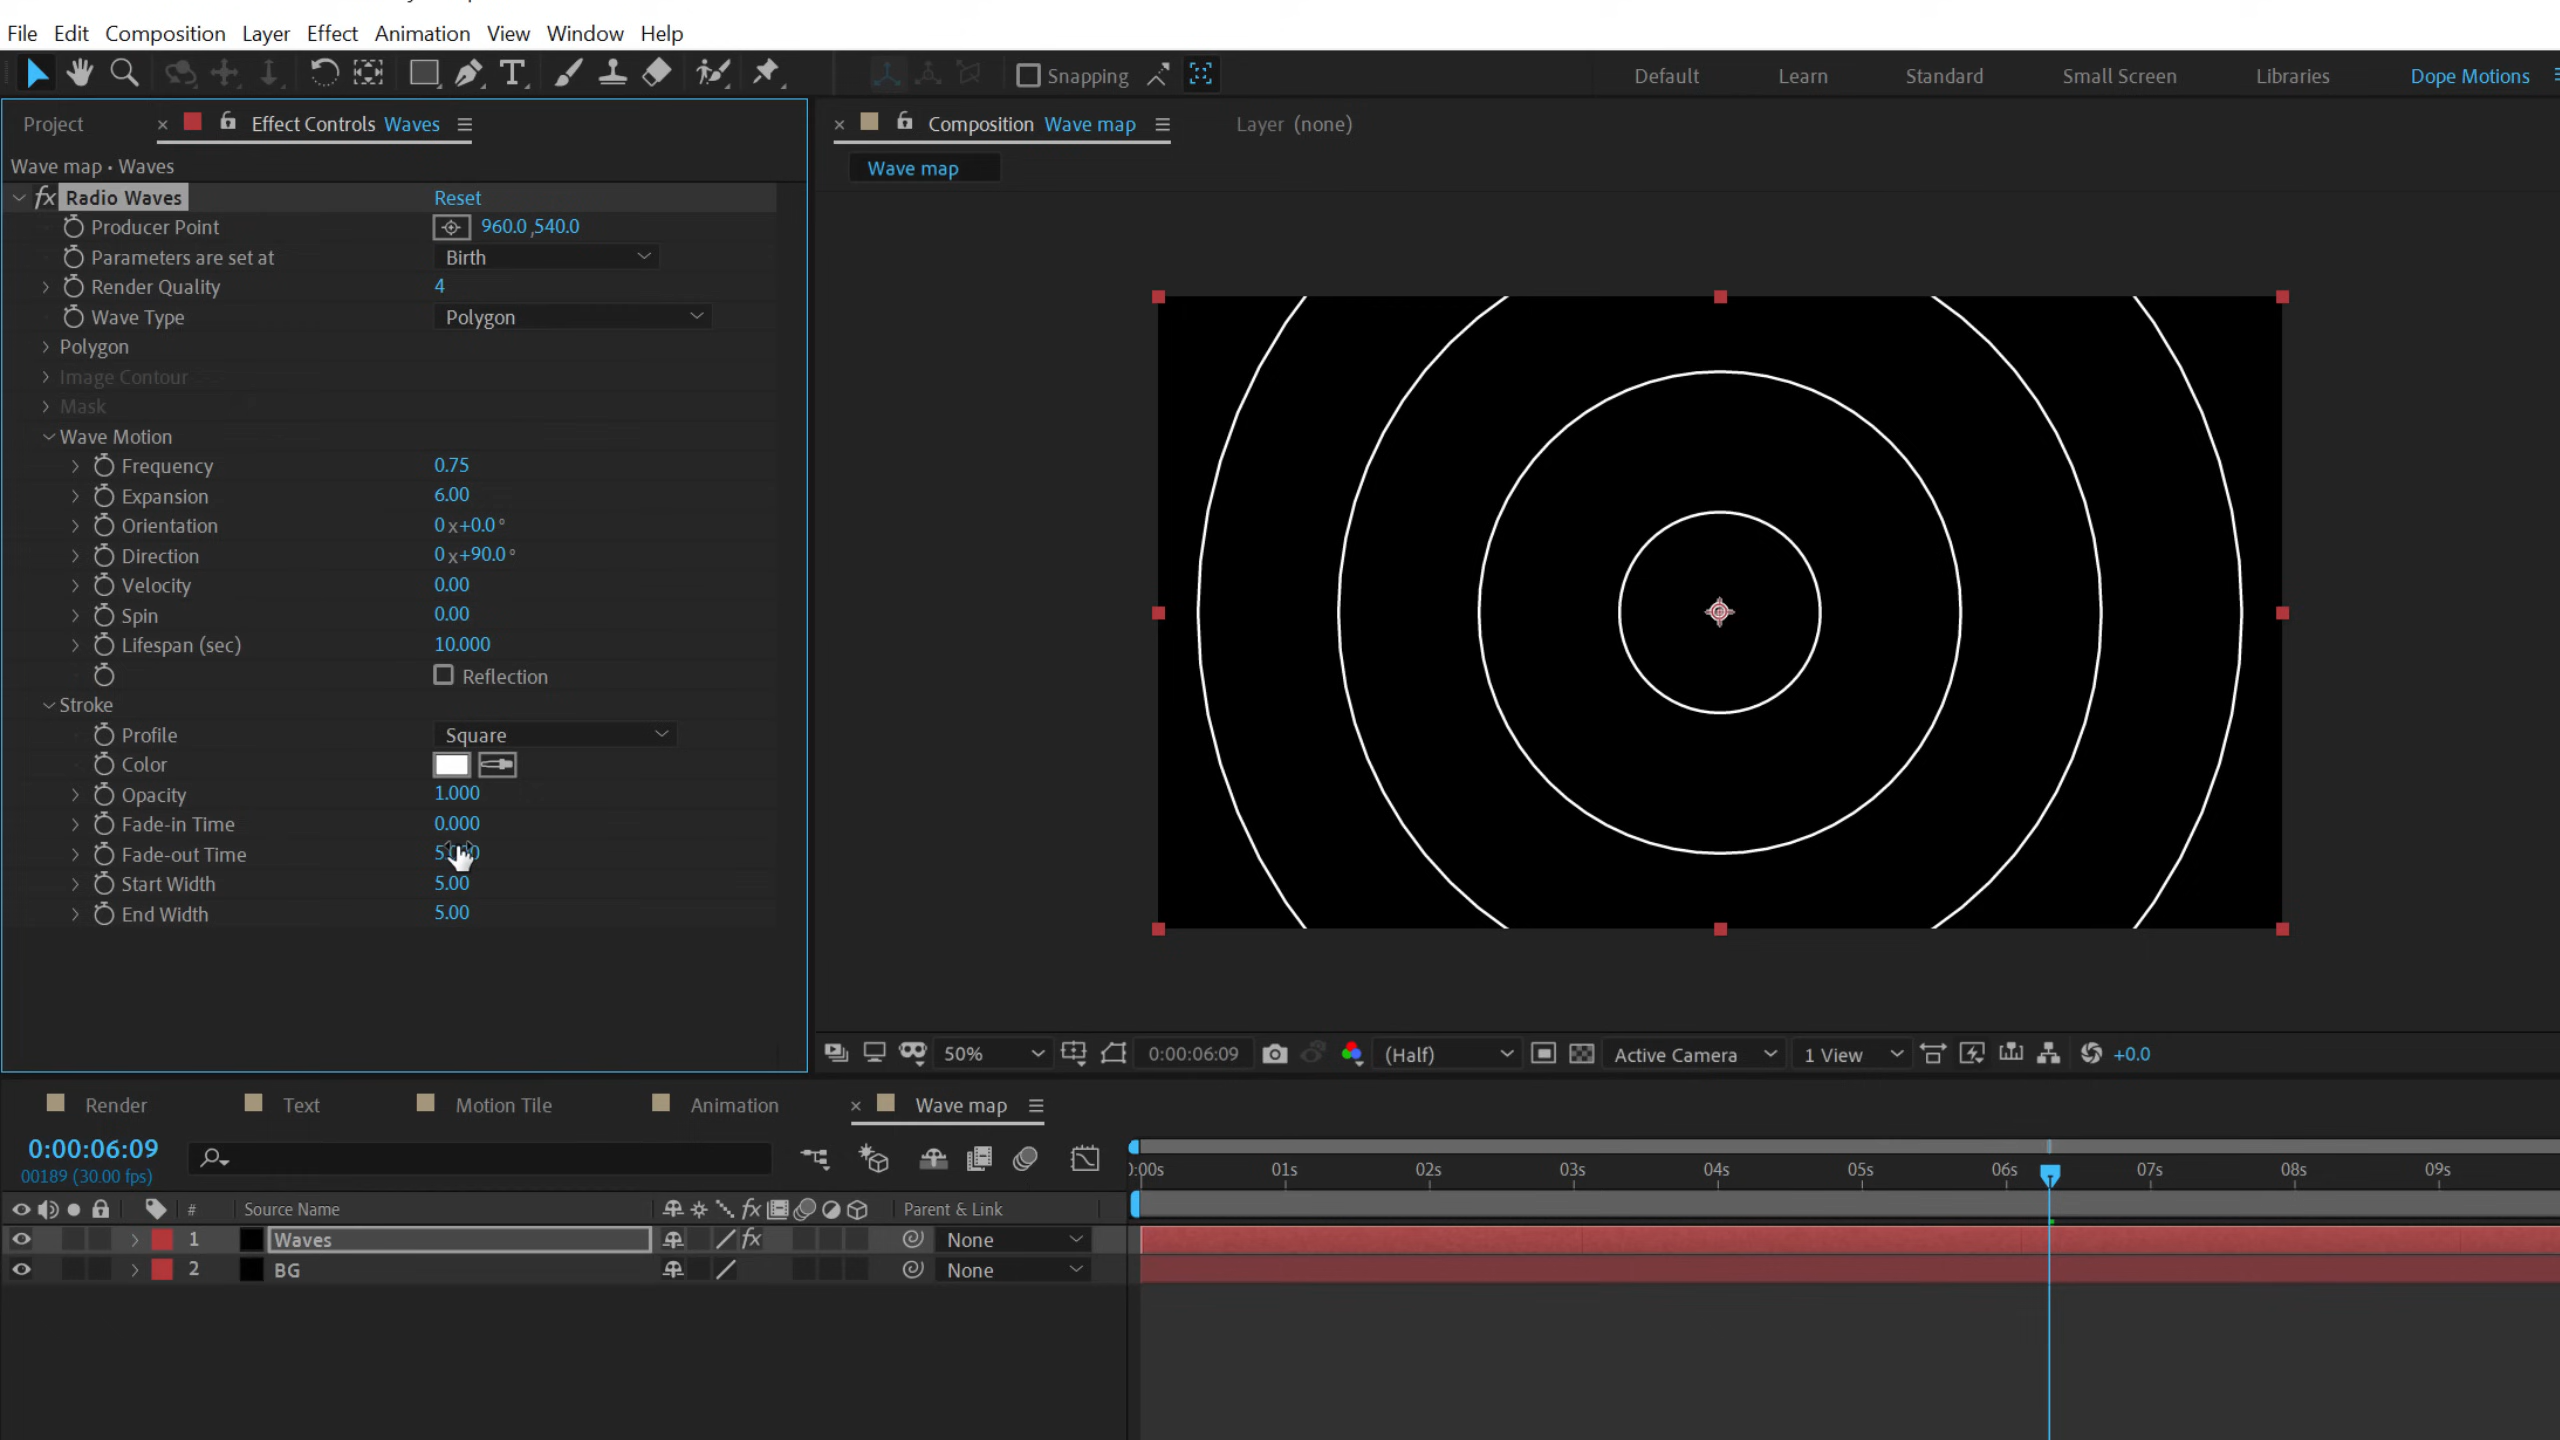 File Edit Composition Layer Effect Animation View Window Help
Snapping Default Learn Standard Small Screen Libraries Dope Motions
Project Effect Controls Waves
Composition Wave map Layer (none)
Wave map • Waves
Wave map
fx Radio Waves Reset
Producer Point 960.0,540.0
Parameters are set at Birth
Render Quality 4
Wave Type Polygon
Polygon
Image Contour
Mask
Wave Motion
Frequency 0.75
Expansion 6.00
Orientation 0x+0.0°
Direction 0x+90.0°
Velocity 0.00
Spin 0.00
Lifespan (sec) 10.000
Reflection
Stroke
Profile Square
Color
Opacity 1.000
Fade-in Time 0.000
Fade-out Time
Start Width 5.00
End Width 5.00
50% 0:00:06:09 (Half) Active Camera 1 View +0.0
Render Text Motion Tile Animation Wave map
0:00:06:09
00189 (30.00 fps)
):00s 01s 02s 03s 04s 05s 06s 07s 08s 09s
# Source Name fx Parent & Link
1 Waves fx None
2 BG None